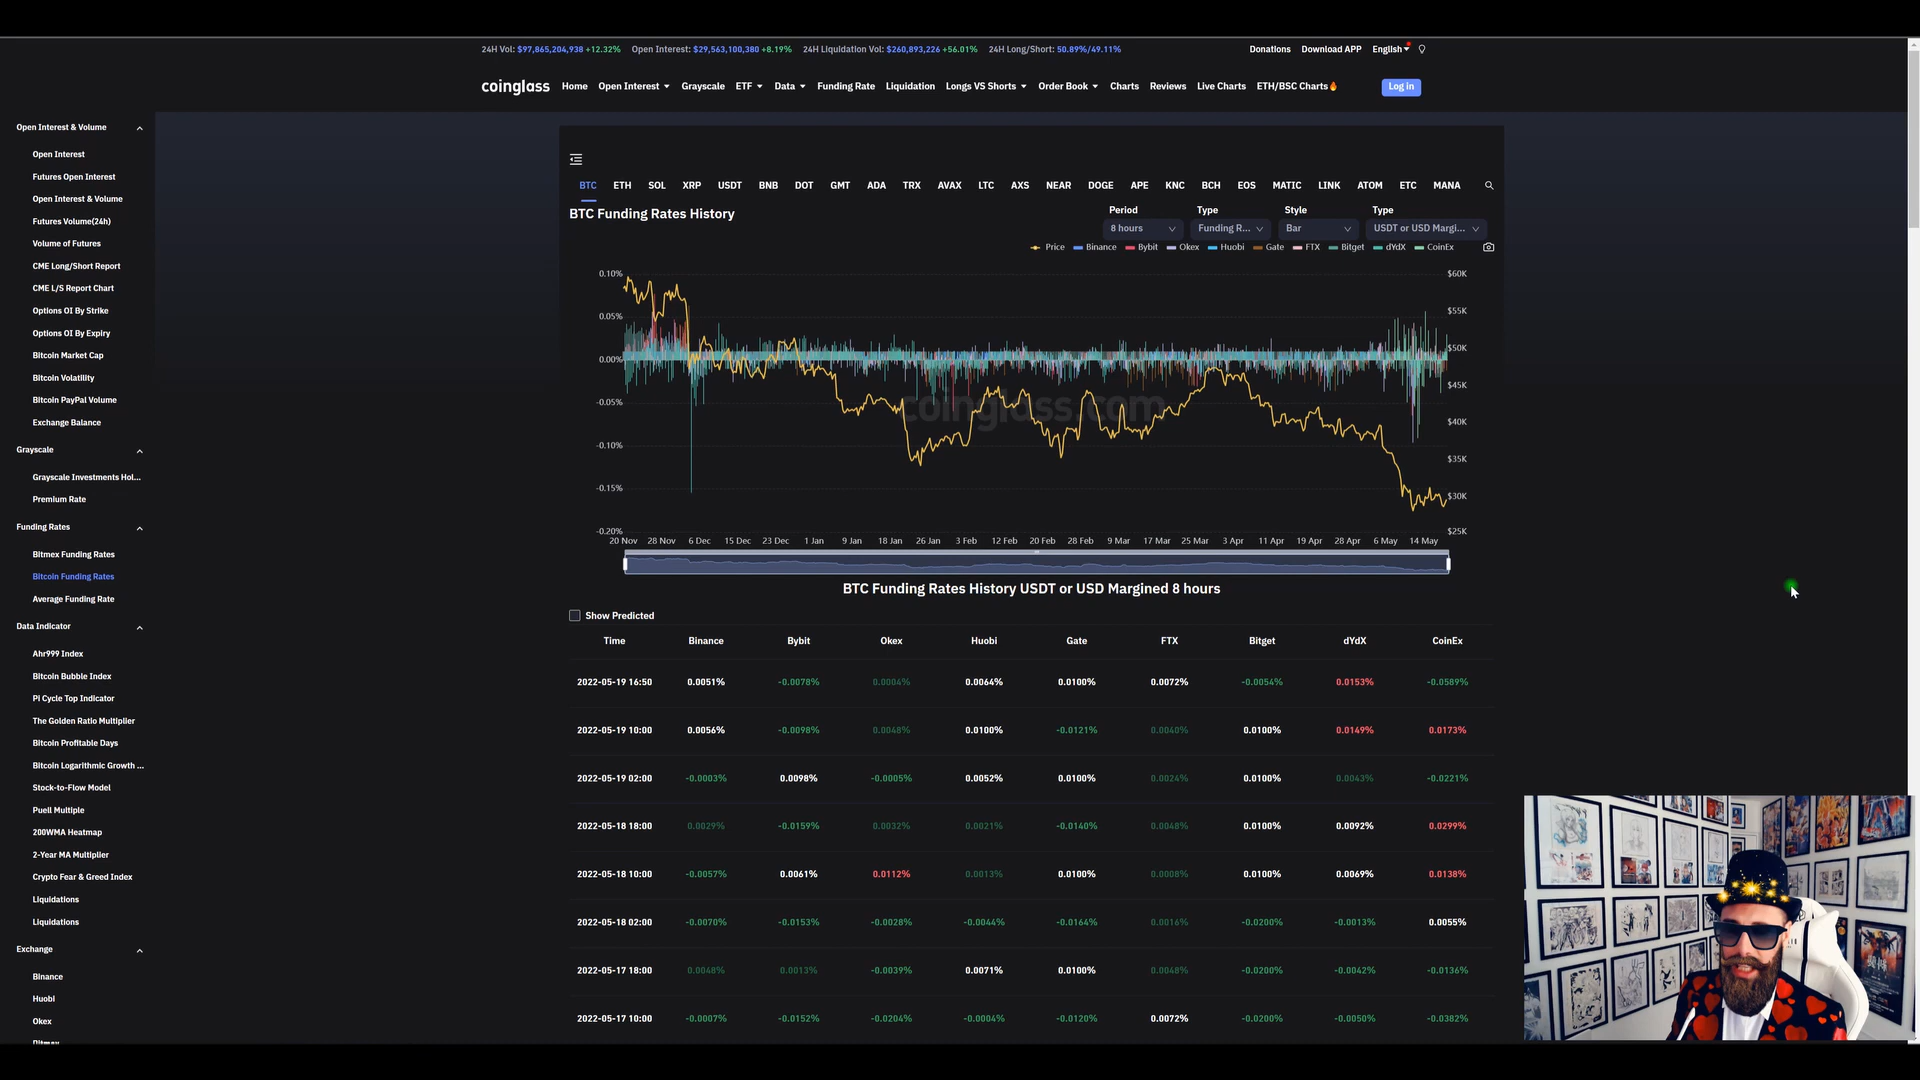 24H Vol: $97,865,204,938 +12.32% Open Interest: $29,563,100,380 +8.19% 24H Liquidation Vol: $260,893,226 +56.01% 24H Long/Short: 50.89%/49.11% Donations Download APP English
coinglass Home Open Interest Grayscale ETF Data Funding Rate Liquidation Longs VS Shorts Order Book Charts Reviews Live Charts ETH/BSC Charts🔥 Log In
Open Interest & Volume
Open Interest
Futures Open Interest
Open Interest & Volume
Futures Volume(24h)
Volume of Futures
CME Long/Short Report
CME L/S Report Chart
Options OI By Strike
Options OI By Expiry
Bitcoin Market Cap
Bitcoin Volatility
Bitcoin PayPal Volume
Exchange Balance
Grayscale
Grayscale Investments Hol...
Premium Rate
Funding Rates
Bitmex Funding Rates
Bitcoin Funding Rates
Average Funding Rate
Data Indicator
Ahr999 Index
Bitcoin Bubble Index
Pi Cycle Top Indicator
The Golden Ratio Multiplier
Bitcoin Profitable Days
Bitcoin Logarithmic Growth ...
Stock-to-Flow Model
Puell Multiple
200WMA Heatmap
2-Year MA Multiplier
Crypto Fear & Greed Index
Liquidations
Liquidations
Exchange
Binance
Huobi
Okex
Bitmex
BTC ETH SOL XRP USDT BNB DOT GMT ADA TRX AVAX LTC AXS NEAR DOGE APE KNC BCH EOS MATIC LINK ATOM ETC MANA
BTC Funding Rates History
Period Type Style Type
8 hours Funding R... Bar USDT or USD Margi...
Price Binance Bybit Okex Huobi Gate FTX Bitget dYdX CoinEx
0.10% $60K
0.05% $55K
0.00% $50K
$45K
-0.05% $40K
-0.10% $35K
-0.15% $30K
-0.20% $25K
coinglass.com
20 Nov 28 Nov 6 Dec 15 Dec 23 Dec 1 Jan 9 Jan 18 Jan 26 Jan 3 Feb 12 Feb 20 Feb 28 Feb 9 Mar 17 Mar 25 Mar 3 Apr 11 Apr 19 Apr 28 Apr 6 May 14 May
BTC Funding Rates History USDT or USD Margined 8 hours
Show Predicted
Time Binance Bybit Okex Huobi Gate FTX Bitget dYdX CoinEx
2022-05-19 16:50 0.0051% -0.0078% 0.0004% 0.0064% 0.0100% 0.0072% -0.0054% 0.0153% -0.0589%
2022-05-19 10:00 0.0056% -0.0098% 0.0048% 0.0100% -0.0121% 0.0040% 0.0100% 0.0149% 0.0173%
2022-05-19 02:00 -0.0003% 0.0098% -0.0005% 0.0052% 0.0100% 0.0024% 0.0100% 0.0043% -0.0221%
2022-05-18 18:00 0.0029% -0.0159% 0.0032% 0.0021% -0.0140% 0.0048% 0.0100% 0.0092% 0.0299%
2022-05-18 10:00 -0.0057% 0.0061% 0.0112% 0.0013% 0.0100% 0.0008% 0.0100% 0.0069% 0.0138%
2022-05-18 02:00 -0.0070% -0.0153% -0.0028% -0.0044% -0.0164% 0.0016% -0.0200% -0.0013% 0.0055%
2022-05-17 18:00 0.0048% 0.0013% -0.0039% 0.0071% 0.0100% 0.0048% -0.0200% -0.0042% -0.0136%
2022-05-17 10:00 -0.0007% -0.0152% -0.0204% -0.0004% -0.0120% 0.0072% -0.0200% -0.0050% -0.0382%